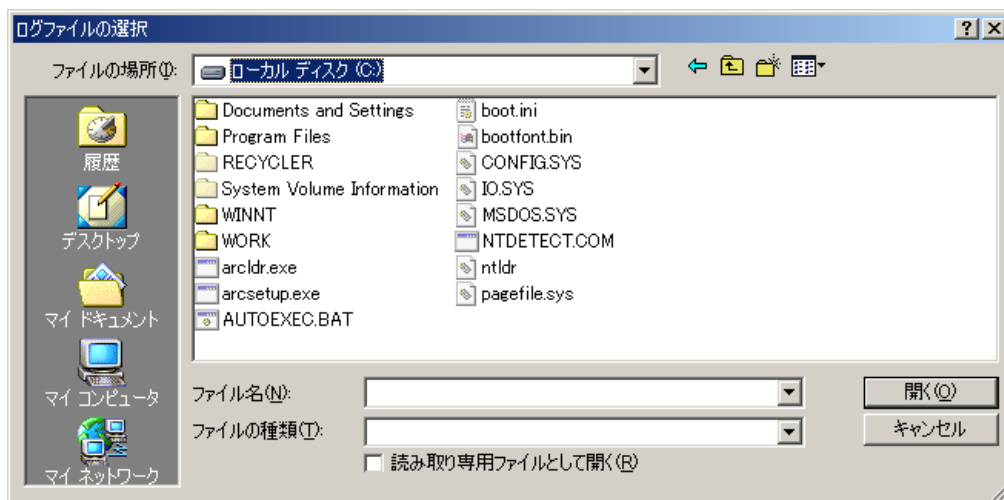 ログファイルの選択
ファイルの場所(I):
ローカル ディスク (C:)
履歴
デスクトップ
マイ ドキュメント
マイ コンピュータ
マイ ネットワーク
Documents and Settings
Program Files
RECYCLER
System Volume Information
WINNT
WORK
arcldr.exe
arcsetup.exe
AUTOEXEC.BAT
boot.ini
bootfont.bin
CONFIG.SYS
IO.SYS
MSDOS.SYS
NTDETECT.COM
ntldr
pagefile.sys
ファイル名(N):
開く(O)
ファイルの種類(T):
キャンセル
読み取り専用ファイルとして開く(R)